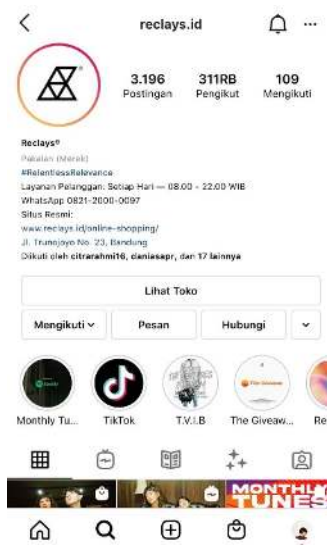 reclays.id
3.196 311RB 109
Postingan Pengikut Mengikuti
Reclays®
Pakaian (Merek)
#RelentlessRelevance
Layanan Pelanggan: Setiap Hari — 08.00 - 22.00 WIB
WhatsApp 0821-2000-0097
Situs Resmi:
www.reclays.id/online-shopping/
Jl. Trunojoyo No. 23, Bandung
Diikuti oleh citrarahmi16, daniasapr, dan 17 lainnya
Lihat Toko
Mengikuti Pesan Hubungi
Monthly Tu... TikTok T.V.I.B The Giveaw... Re
MONTHLY
TUNES